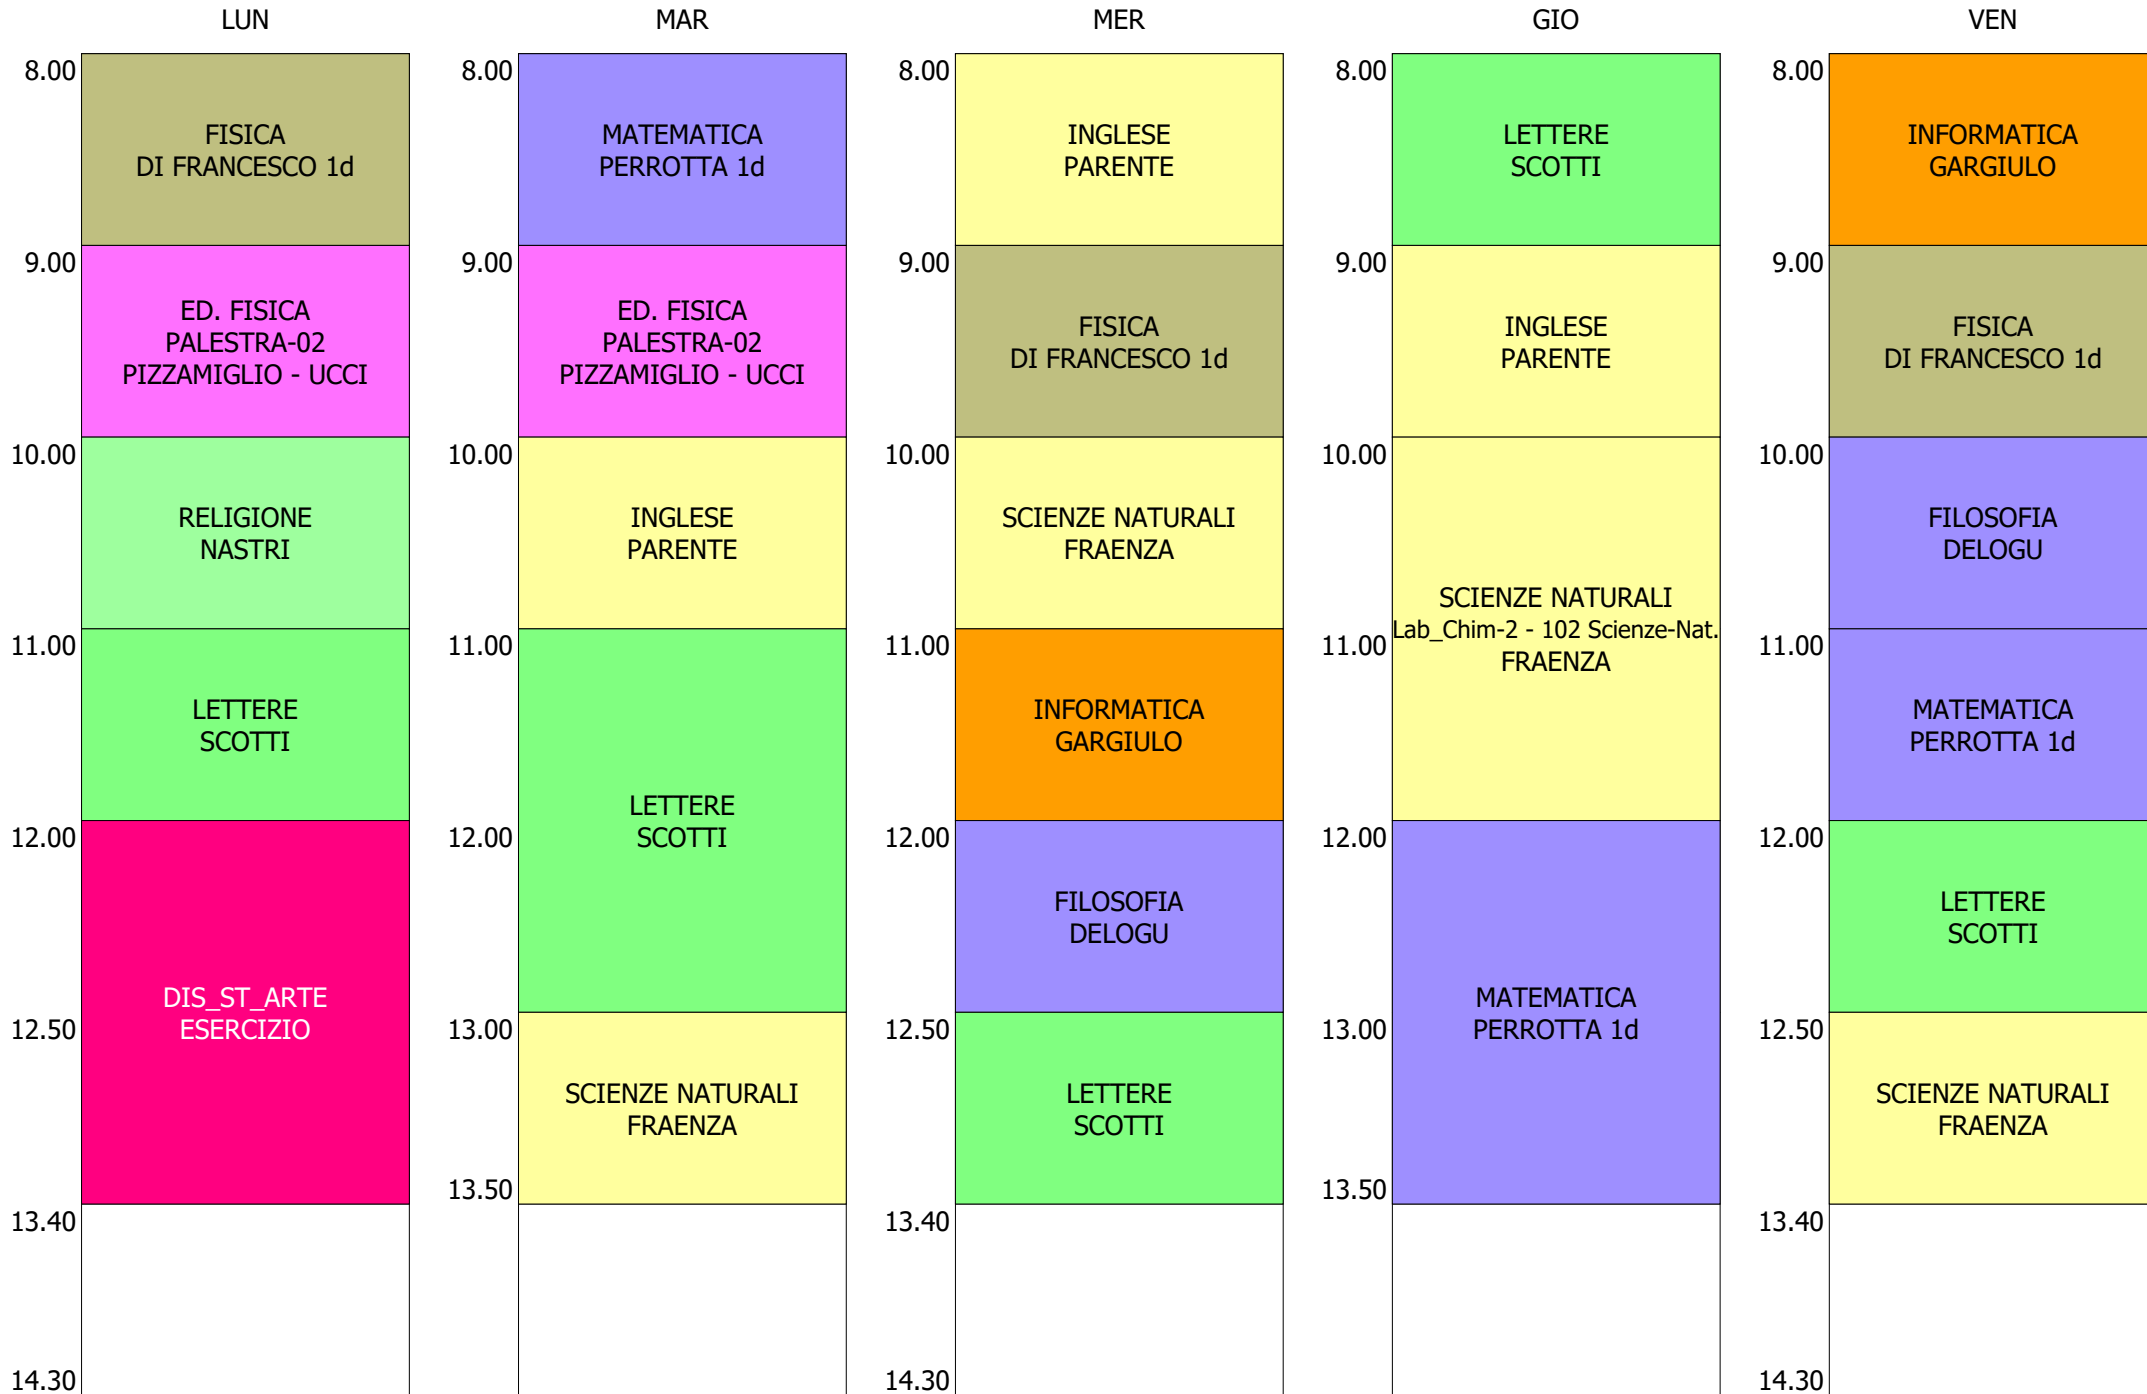 LUN
8.00
FISICA
DI FRANCESCO 1d
9.00
ED. FISICA
PALESTRA-02
PIZZAMIGLIO - UCCI
10.00
RELIGIONE
NASTRI
11.00
LETTERE
SCOTTI
12.00
DIS_ST_ARTE
ESERCIZIO
12.50
13.40
14.30
MAR
8.00
MATEMATICA
PERROTTA 1d
9.00
ED. FISICA
PALESTRA-02
PIZZAMIGLIO - UCCI
10.00
INGLESE
PARENTE
11.00
LETTERE
SCOTTI
12.00
13.00
SCIENZE NATURALI
FRAENZA
13.50
MER
8.00
INGLESE
PARENTE
9.00
FISICA
DI FRANCESCO 1d
10.00
SCIENZE NATURALI
FRAENZA
11.00
INFORMATICA
GARGIULO
12.00
FILOSOFIA
DELOGU
12.50
LETTERE
SCOTTI
13.40
14.30
GIO
8.00
LETTERE
SCOTTI
9.00
INGLESE
PARENTE
10.00
SCIENZE NATURALI
Lab_Chim-2 - 102 Scienze-Nat.
FRAENZA
11.00
12.00
MATEMATICA
PERROTTA 1d
13.00
13.50
VEN
8.00
INFORMATICA
GARGIULO
9.00
FISICA
DI FRANCESCO 1d
10.00
FILOSOFIA
DELOGU
11.00
MATEMATICA
PERROTTA 1d
12.00
LETTERE
SCOTTI
12.50
SCIENZE NATURALI
FRAENZA
13.40
14.30